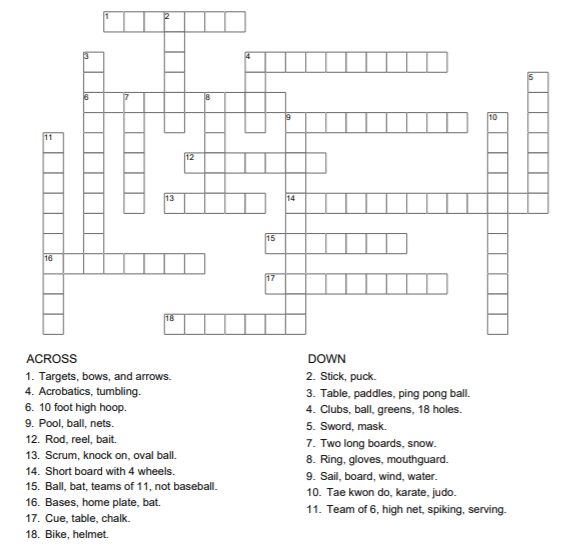 1 2
3 4
5
6 7 8
9 10
11
12
13 14
15
16
17
18
ACROSS
1. Targets, bows, and arrows.
4. Acrobatics, tumbling.
6. 10 foot high hoop.
9. Pool, ball, nets.
12. Rod, reel, bait.
13. Scrum, knock on, oval ball.
14. Short board with 4 wheels.
15. Ball, bat, teams of 11, not baseball.
16. Bases, home plate, bat.
17. Cue, table, chalk.
18. Bike, helmet.
DOWN
2. Stick, puck.
3. Table, paddles, ping pong ball.
4. Clubs, ball, greens, 18 holes.
5. Sword, mask.
7. Two long boards, snow.
8. Ring, gloves, mouthguard.
9. Sail, board, wind, water.
10. Tae kwon do, karate, judo.
11. Team of 6, high net, spiking, serving.